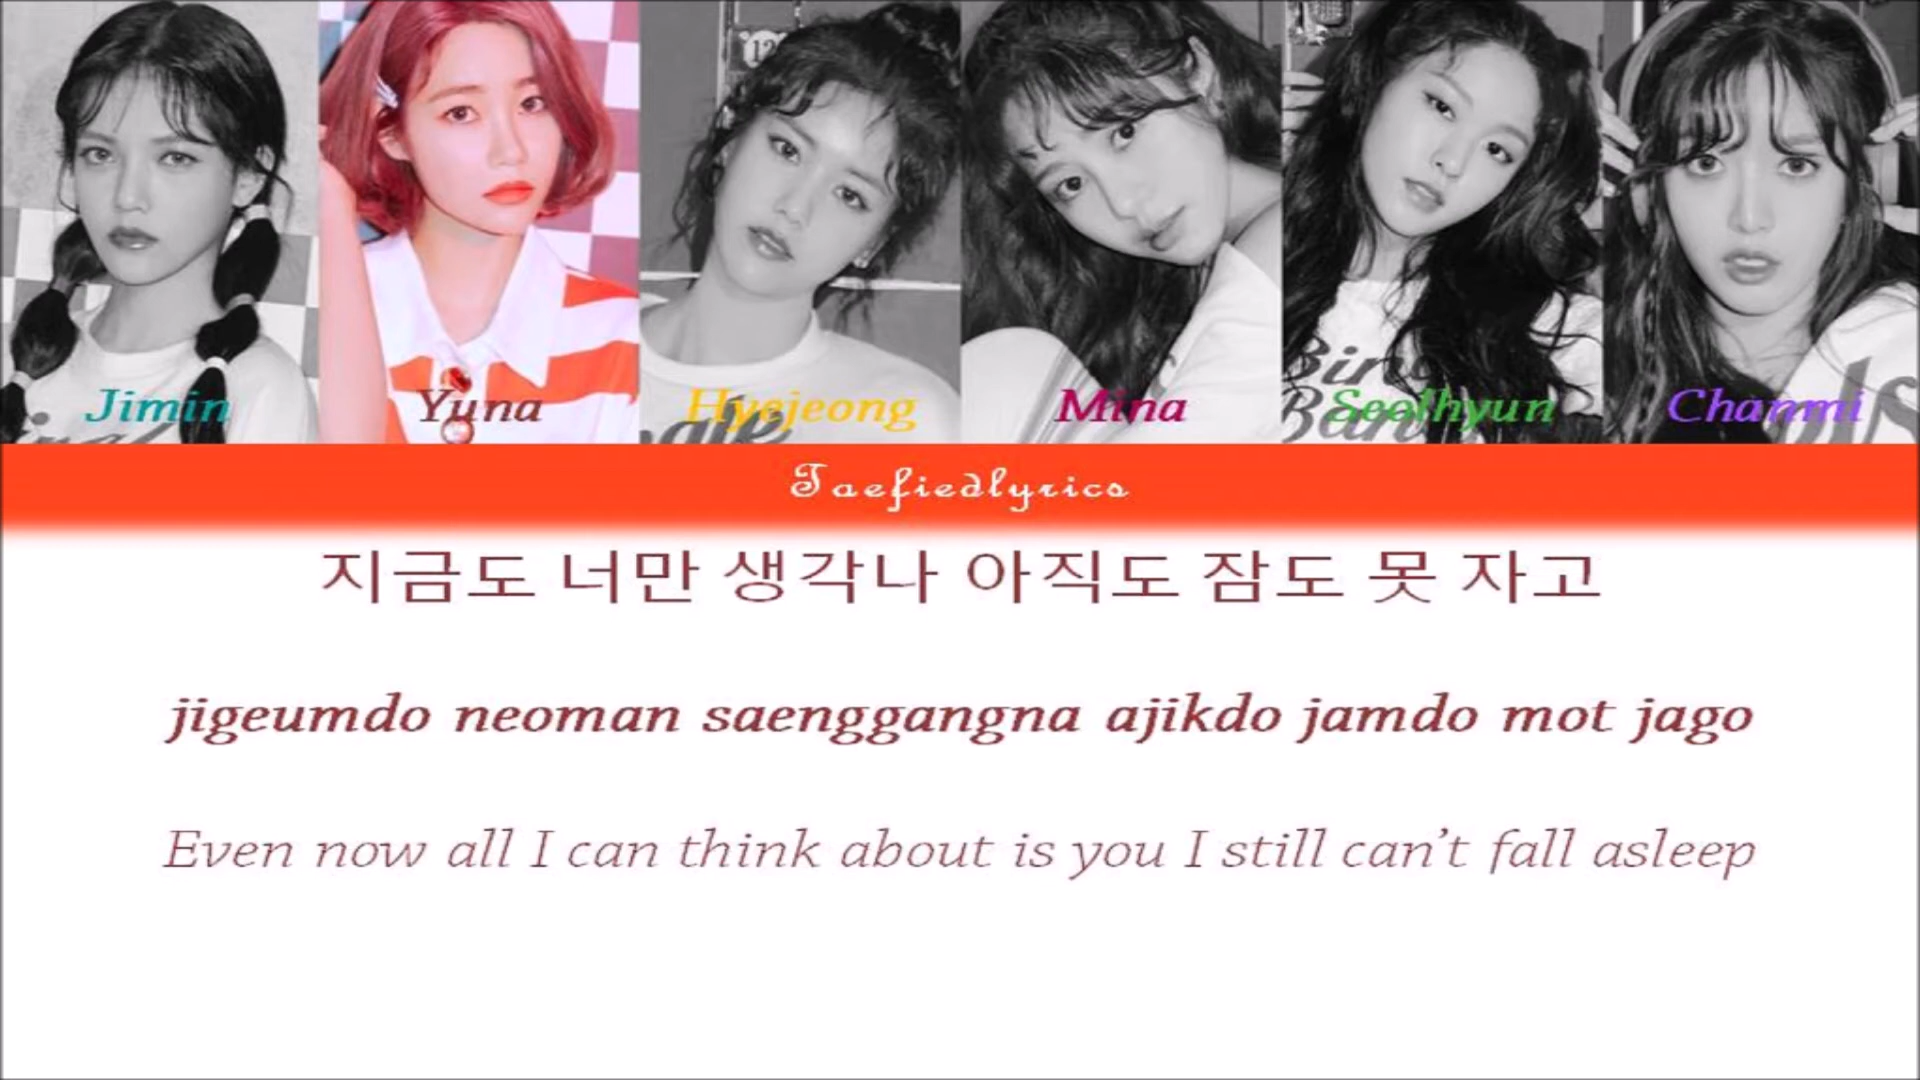 12
Jimin Yuna Hyejeong Mina Seolhyun Chanmi
Taefiedlyrics
지금도 너만 생각나 아직도 잠도 못 자고
jigeumdo neoman saenggangna ajikdo jamdo mot jago
Even now all I can think about is you I still can't fall asleep